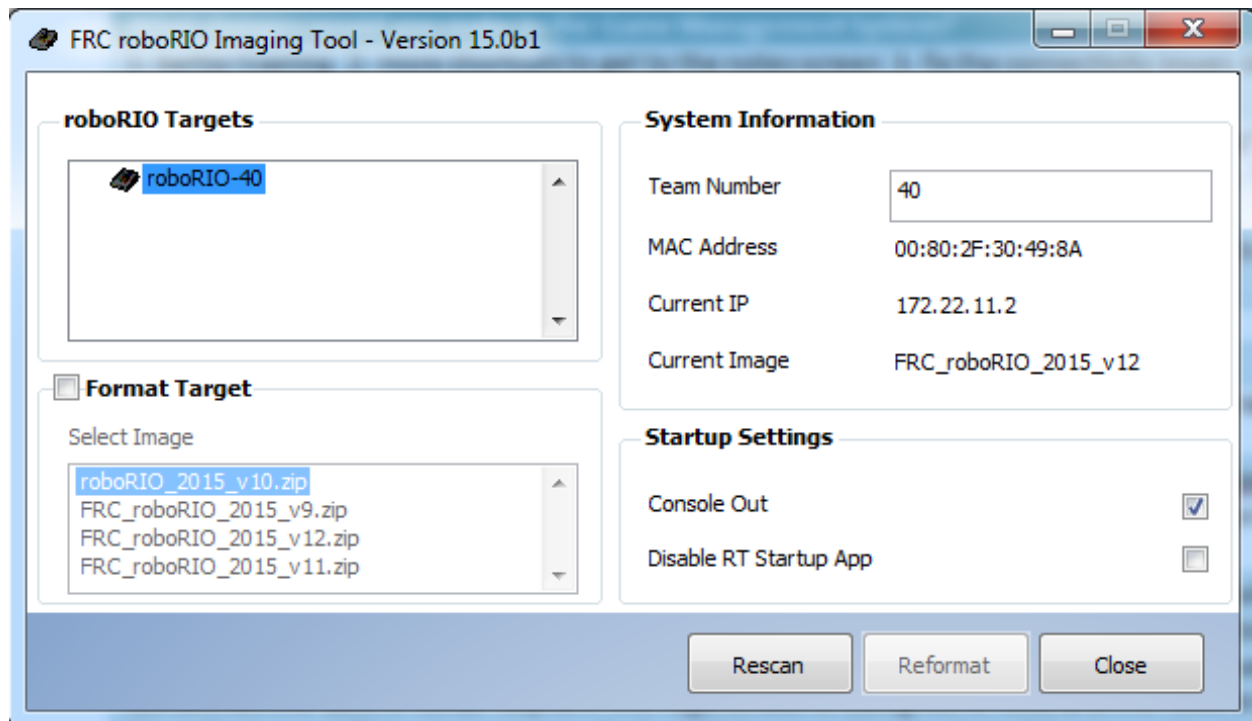 FRC roboRIO Imaging Tool - Version 15.0b1
roboRIO Targets
roboRIO-40
Format Target
Select Image
roboRIO_2015_v10.zip
FRC_roboRIO_2015_v9.zip
FRC_roboRIO_2015_v12.zip
FRC_roboRIO_2015_v11.zip
System Information
Team Number 40
MAC Address 00:80:2F:30:49:8A
Current IP 172.22.11.2
Current Image FRC_roboRIO_2015_v12
Startup Settings
Console Out
Disable RT Startup App
Rescan Reformat Close